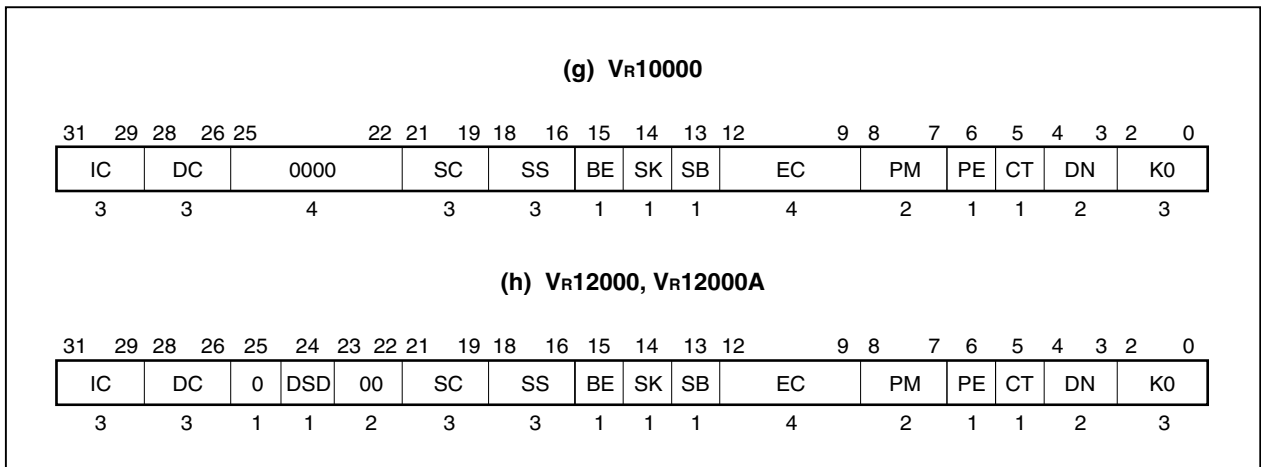 (g) VR10000
31 29 28 26 25 22 21 19 18 16 15 14 13 12 9 8 7 6 5 4 3 2 0
IC DC 0000 SC SS BE SK SB EC PM PE CT DN K0
3 3 4 3 3 1 1 1 4 2 1 1 2 3
(h) VR12000, VR12000A
31 29 28 26 25 24 23 22 21 19 18 16 15 14 13 12 9 8 7 6 5 4 3 2 0
IC DC 0 DSD 00 SC SS BE SK SB EC PM PE CT DN K0
3 3 1 1 2 3 3 1 1 1 4 2 1 1 2 3